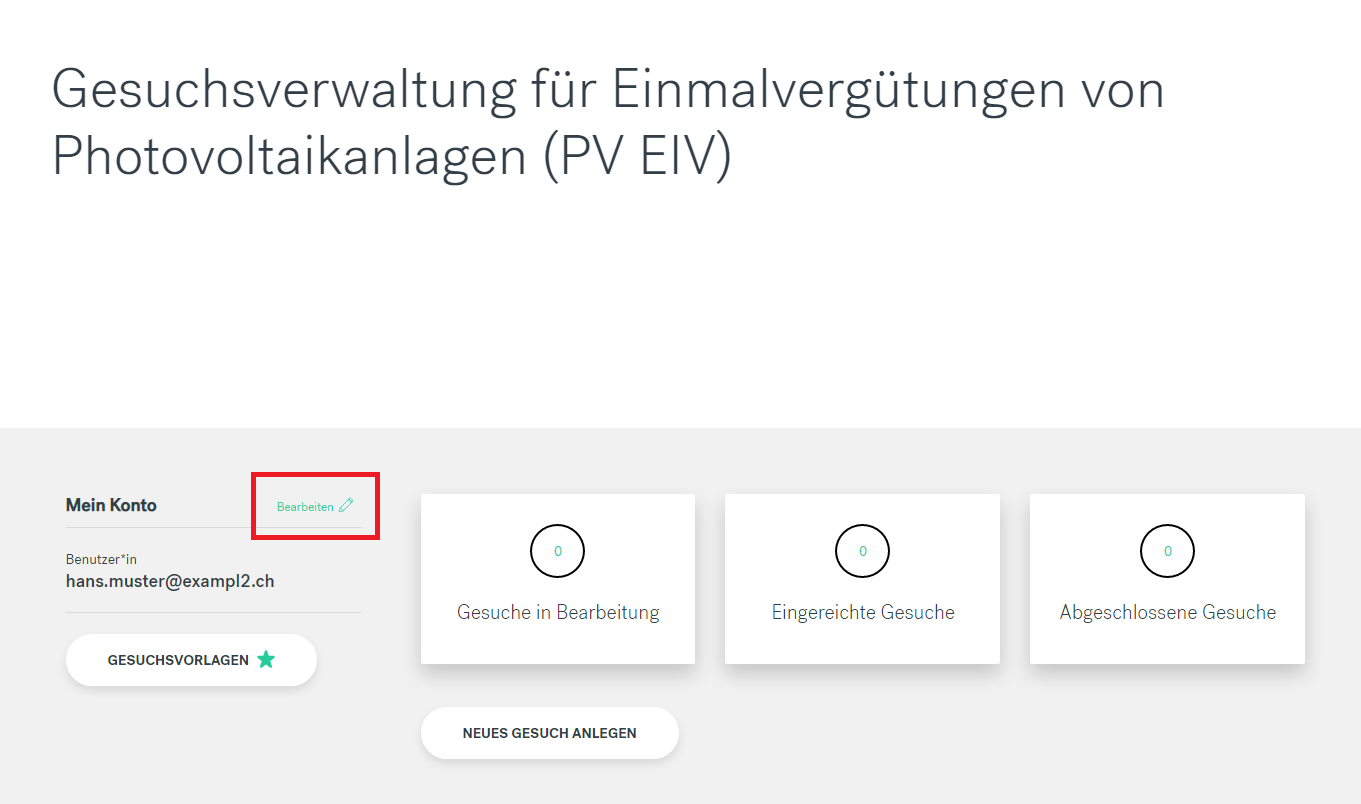 Gesuchsverwaltung für Einmalvergütungen von
Photovoltaikanlagen (PV EIV)
Mein Konto
Bearbeiten
Benutzer*in
hans.muster@exampl2.ch
GESUCHSVORLAGEN
0
Gesuche in Bearbeitung
0
Eingereichte Gesuche
0
Abgeschlossene Gesuche
NEUES GESUCH ANLEGEN